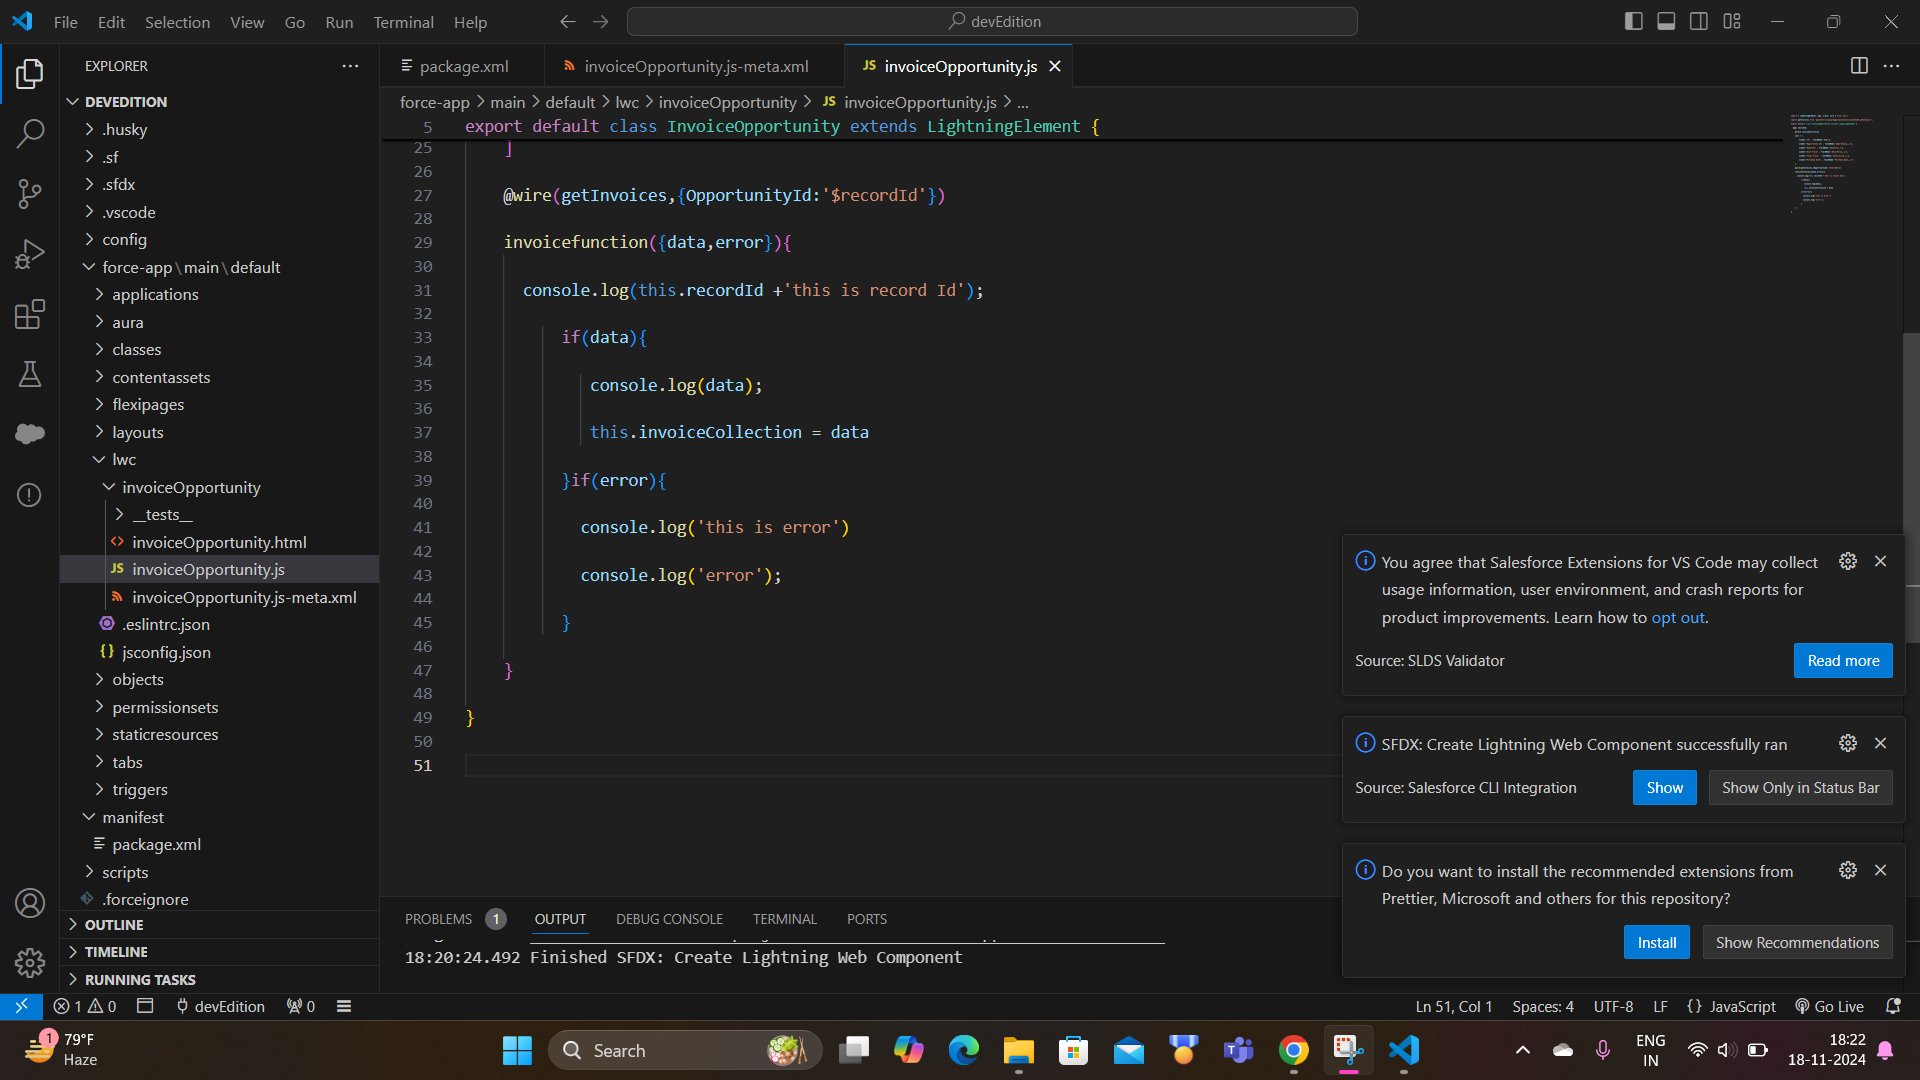 File Edit Selection View Go Run Terminal Help
devEdition
EXPLORER
DEVEDITION
.husky
.sf
.sfdx
.vscode
config
force-app\main\default
applications
aura
classes
contentassets
flexipages
layouts
lwc
invoiceOpportunity
__tests__
<> invoiceOpportunity.html
JS invoiceOpportunity.js
invoiceOpportunity.js-meta.xml
.eslintrc.json
{} jsconfig.json
objects
permissionsets
staticresources
tabs
triggers
manifest
package.xml
scripts
.forceignore
OUTLINE
TIMELINE
RUNNING TASKS
package.xml
invoiceOpportunity.js-meta.xml
JS invoiceOpportunity.js
force-app > main > default > lwc > invoiceOpportunity > JS invoiceOpportunity.js > ...
5 export default class InvoiceOpportunity extends LightningElement {
25 ]
26
27 @wire(getInvoices,{OpportunityId:'$recordId'})
28
29 invoicefunction({data,error}){
30
31 console.log(this.recordId +'this is record Id');
32
33 if(data){
34
35 console.log(data);
36
37 this.invoiceCollection = data
38
39 }if(error){
40
41 console.log('this is error')
42
43 console.log('error');
44
45 }
46
47 }
48
49 }
50
51
You agree that Salesforce Extensions for VS Code may collect
usage information, user environment, and crash reports for
product improvements. Learn how to opt out.
Source: SLDS Validator
Read more
SFDX: Create Lightning Web Component successfully ran
Source: Salesforce CLI Integration
Show
Show Only in Status Bar
Do you want to install the recommended extensions from
Prettier, Microsoft and others for this repository?
Install
Show Recommendations
PROBLEMS 1 OUTPUT DEBUG CONSOLE TERMINAL PORTS
18:20:24.492 Finished SFDX: Create Lightning Web Component
1 0 devEdition 0
Ln 51, Col 1 Spaces: 4 UTF-8 LF {} JavaScript Go Live
1
79°F
Haze
Search
ENG
IN
18:22
18-11-2024